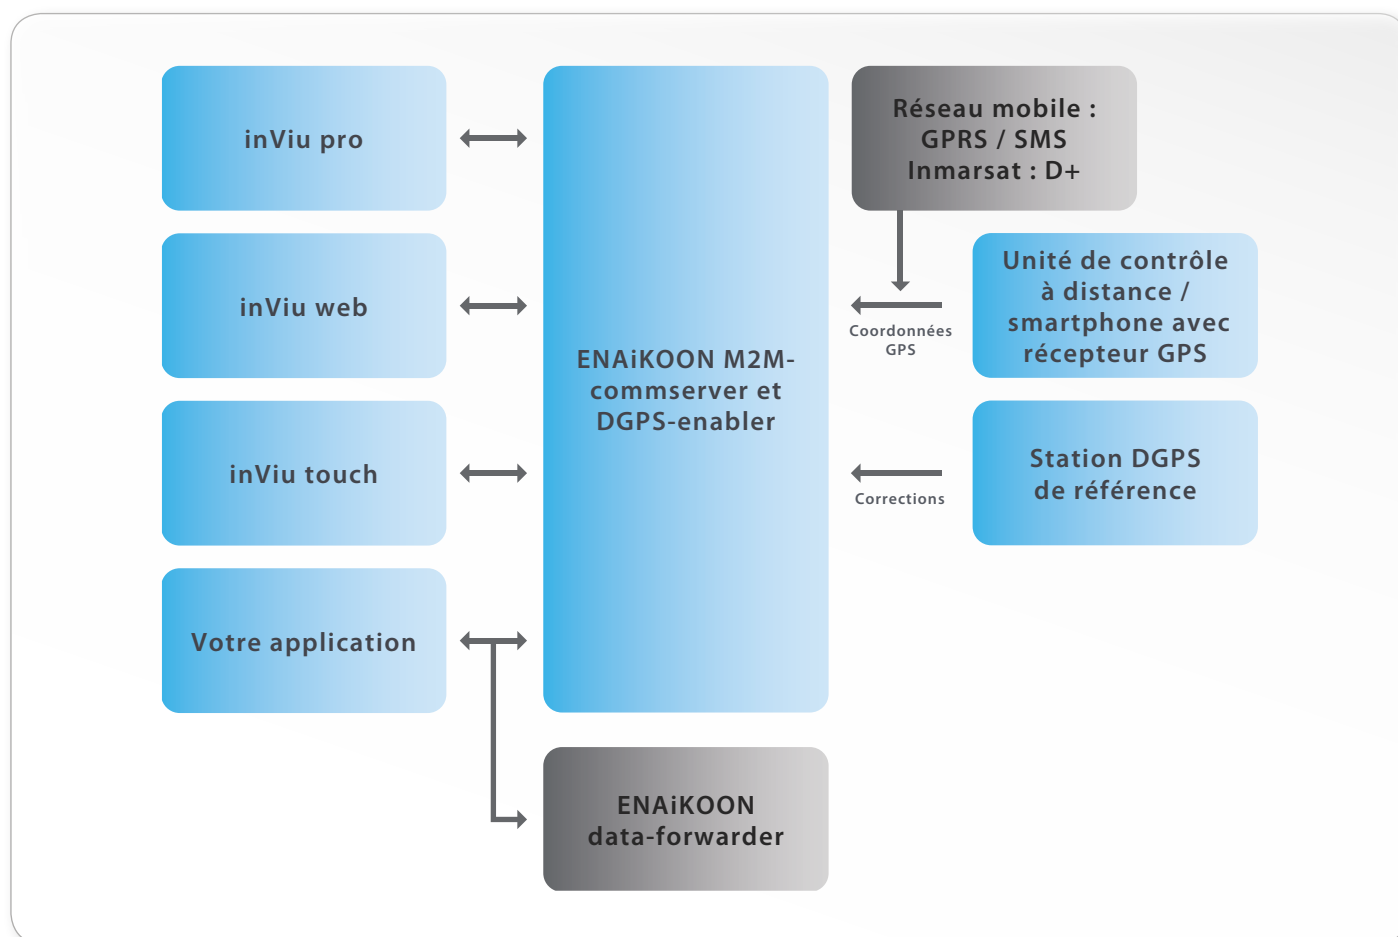 inViu pro
inViu web
inViu touch
Votre application
ENAiKOON M2M-
commserver et
DGPS-enabler
ENAiKOON
data-forwarder
Réseau mobile :
GPRS / SMS
Inmarsat : D+
Coordonnées
GPS
Unité de contrôle
à distance /
smartphone avec
récepteur GPS
Corrections
Station DGPS
de référence